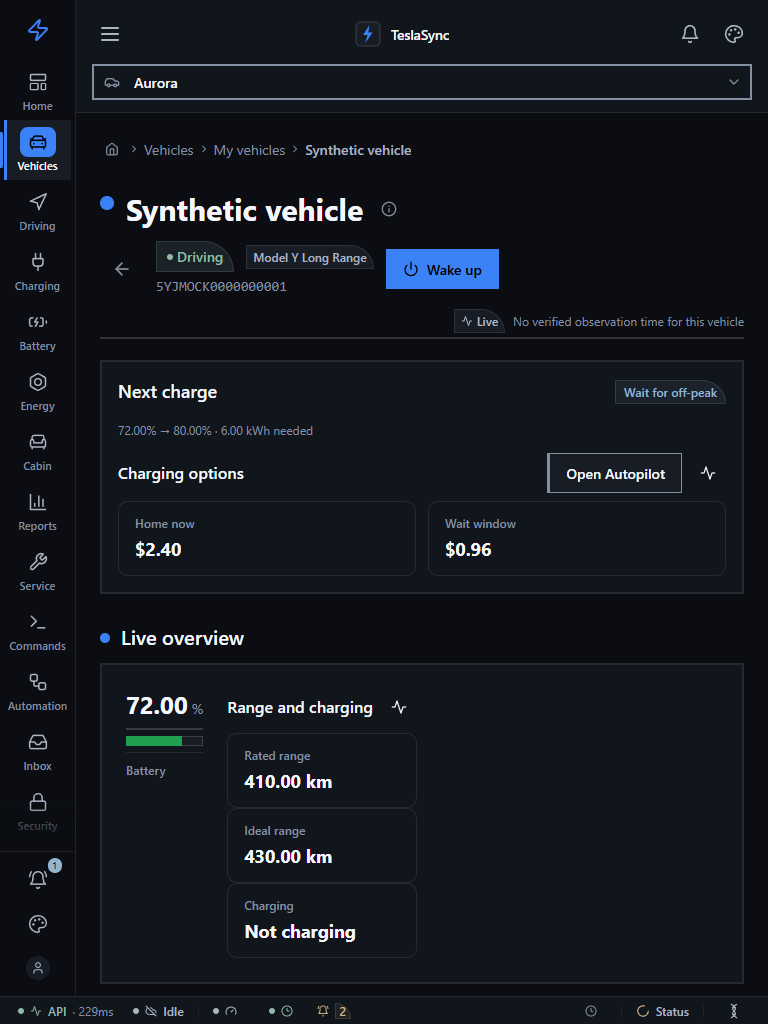 TeslaSync
Aurora
Home
Vehicles
Driving
Charging
Battery
Energy
Cabin
Reports
Service
Commands
Automation
Inbox
Security
1
Vehicles > My vehicles > Synthetic vehicle
Synthetic vehicle
Driving
Model Y Long Range
Wake up
5YJMOCK0000000001
Live
No verified observation time for this vehicle
Next charge
Wait for off-peak
72.00% → 80.00% · 6.00 kWh needed
Charging options
Open Autopilot
Home now
$2.40
Wait window
$0.96
Live overview
72.00 %
Battery
Range and charging
Rated range
410.00 km
Ideal range
430.00 km
Charging
Not charging
API · 229ms
Idle
2
Status